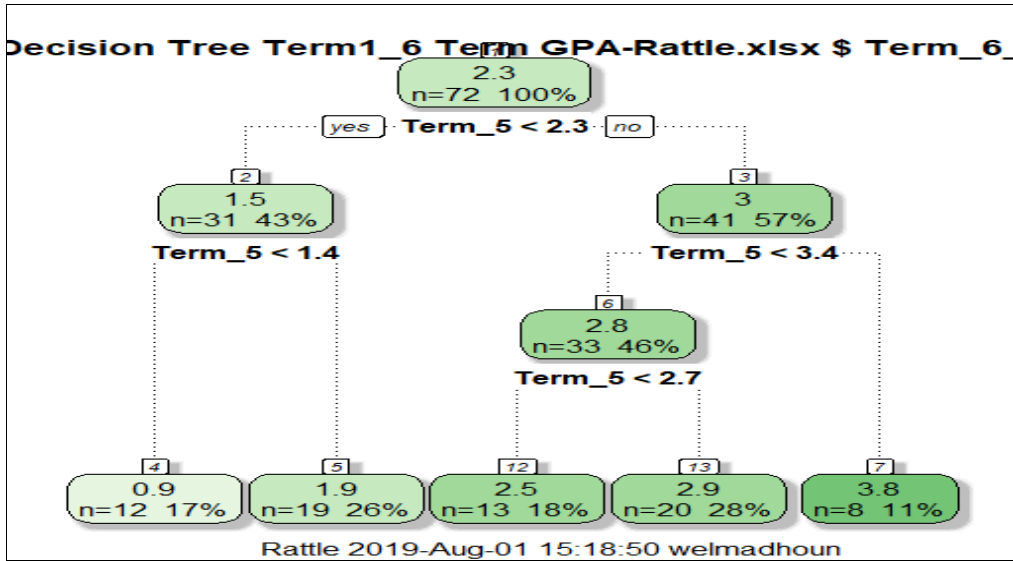 Decision Tree Term1_6 Term GPA-Rattle.xlsx $ Term_6_
1
2.3
n=72 100%
yes Term_5 < 2.3 no
2
1.5
n=31 43%
Term_5 < 1.4
3
3
n=41 57%
Term_5 < 3.4
6
2.8
n=33 46%
Term_5 < 2.7
4
0.9
n=12 17%
5
1.9
n=19 26%
12
2.5
n=13 18%
13
2.9
n=20 28%
7
3.8
n=8 11%
Rattle 2019-Aug-01 15:18:50 welmadhoun